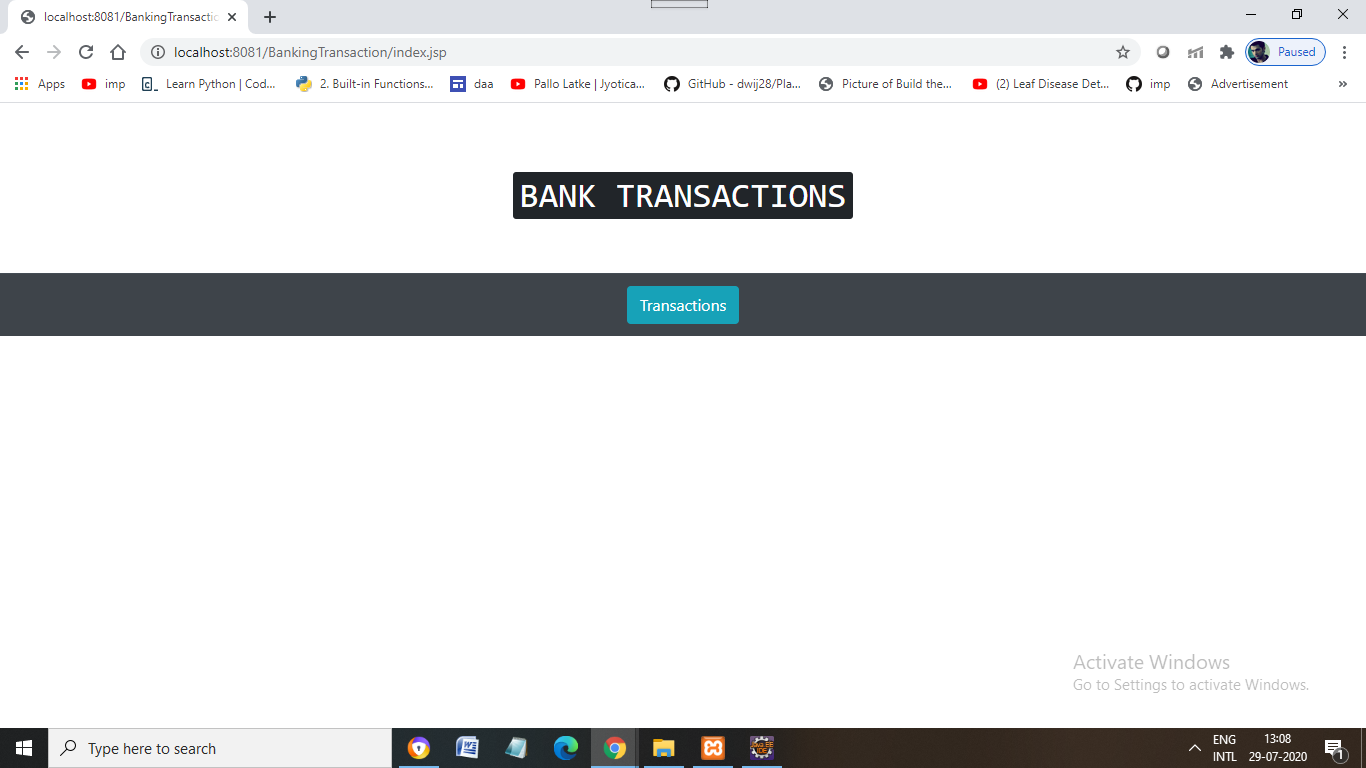 localhost:8081/BankingTransactio
localhost:8081/BankingTransaction/index.jsp
Paused
Apps
imp
Learn Python | Cod...
2. Built-in Functions...
daa
Pallo Latke | Jyotica...
GitHub - dwij28/Pla...
Picture of Build the...
(2) Leaf Disease Det...
imp
Advertisement
»
BANK TRANSACTIONS
Transactions
Activate Windows
Go to Settings to activate Windows.
Type here to search
ENG
INTL
13:08
29-07-2020
1